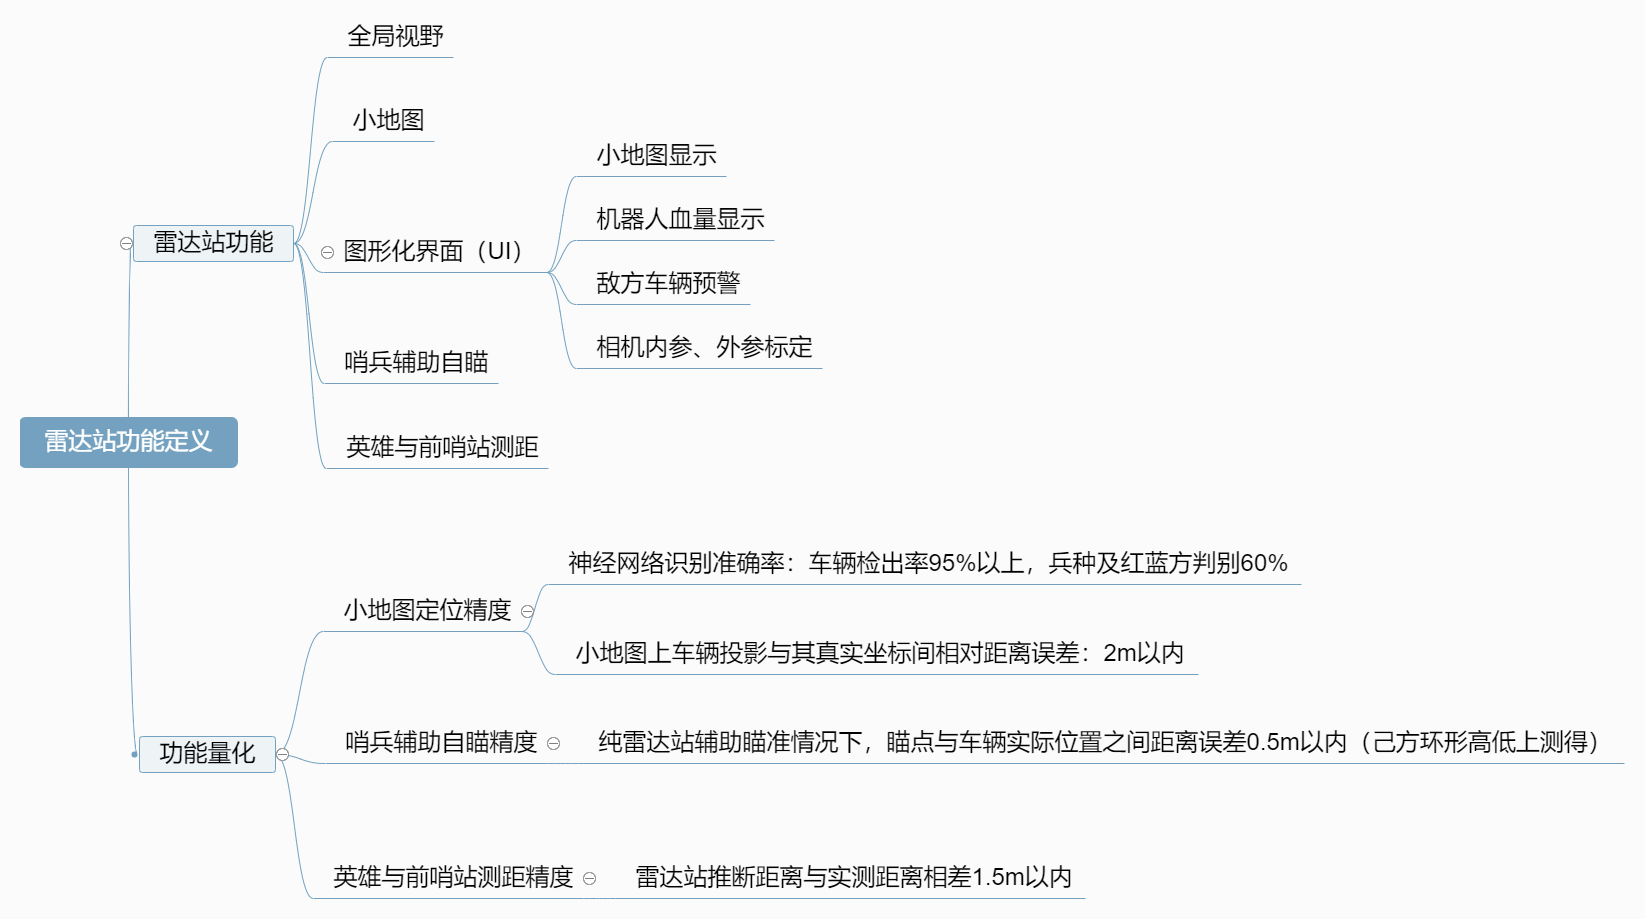 雷达站功能定义
雷达站功能
全局视野
小地图
图形化界面（UI）
小地图显示
机器人血量显示
敌方车辆预警
相机内参、外参标定
哨兵辅助自瞄
英雄与前哨站测距
功能量化
小地图定位精度
神经网络识别准确率：车辆检出率95%以上，兵种及红蓝方判别60%
小地图上车辆投影与其真实坐标间相对距离误差：2m以内
哨兵辅助自瞄精度
纯雷达站辅助瞄准情况下，瞄点与车辆实际位置之间距离误差0.5m以内（己方环形高低上测得）
英雄与前哨站测距精度
雷达站推断距离与实测距离相差1.5m以内